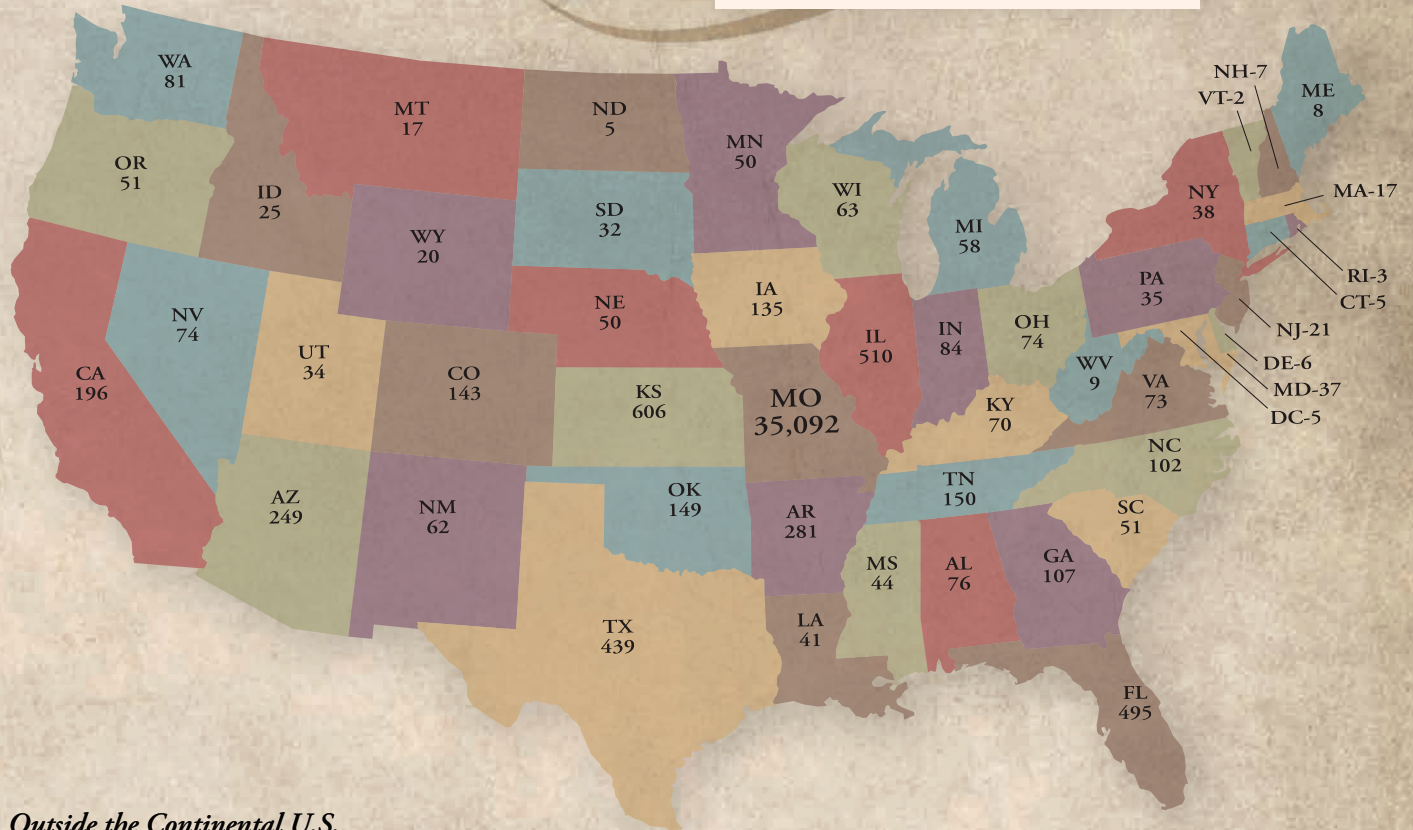 WA
81
OR
51
CA
196
NV
74
ID
25
MT
17
WY
20
UT
34
AZ
249
CO
143
NM
62
ND
5
SD
32
NE
50
KS
606
OK
149
TX
439
MN
50
IA
135
MO
35,092
AR
281
LA
41
WI
63
IL
510
MI
58
IN
84
OH
74
KY
70
TN
150
MS
44
AL
76
GA
107
FL
495
SC
51
NC
102
VA
73
WV
9
PA
35
NY
38
ME
8
NH-7
VT-2
MA-17
RI-3
CT-5
NJ-21
DE-6
MD-37
DC-5
Outside the Continental U.S.